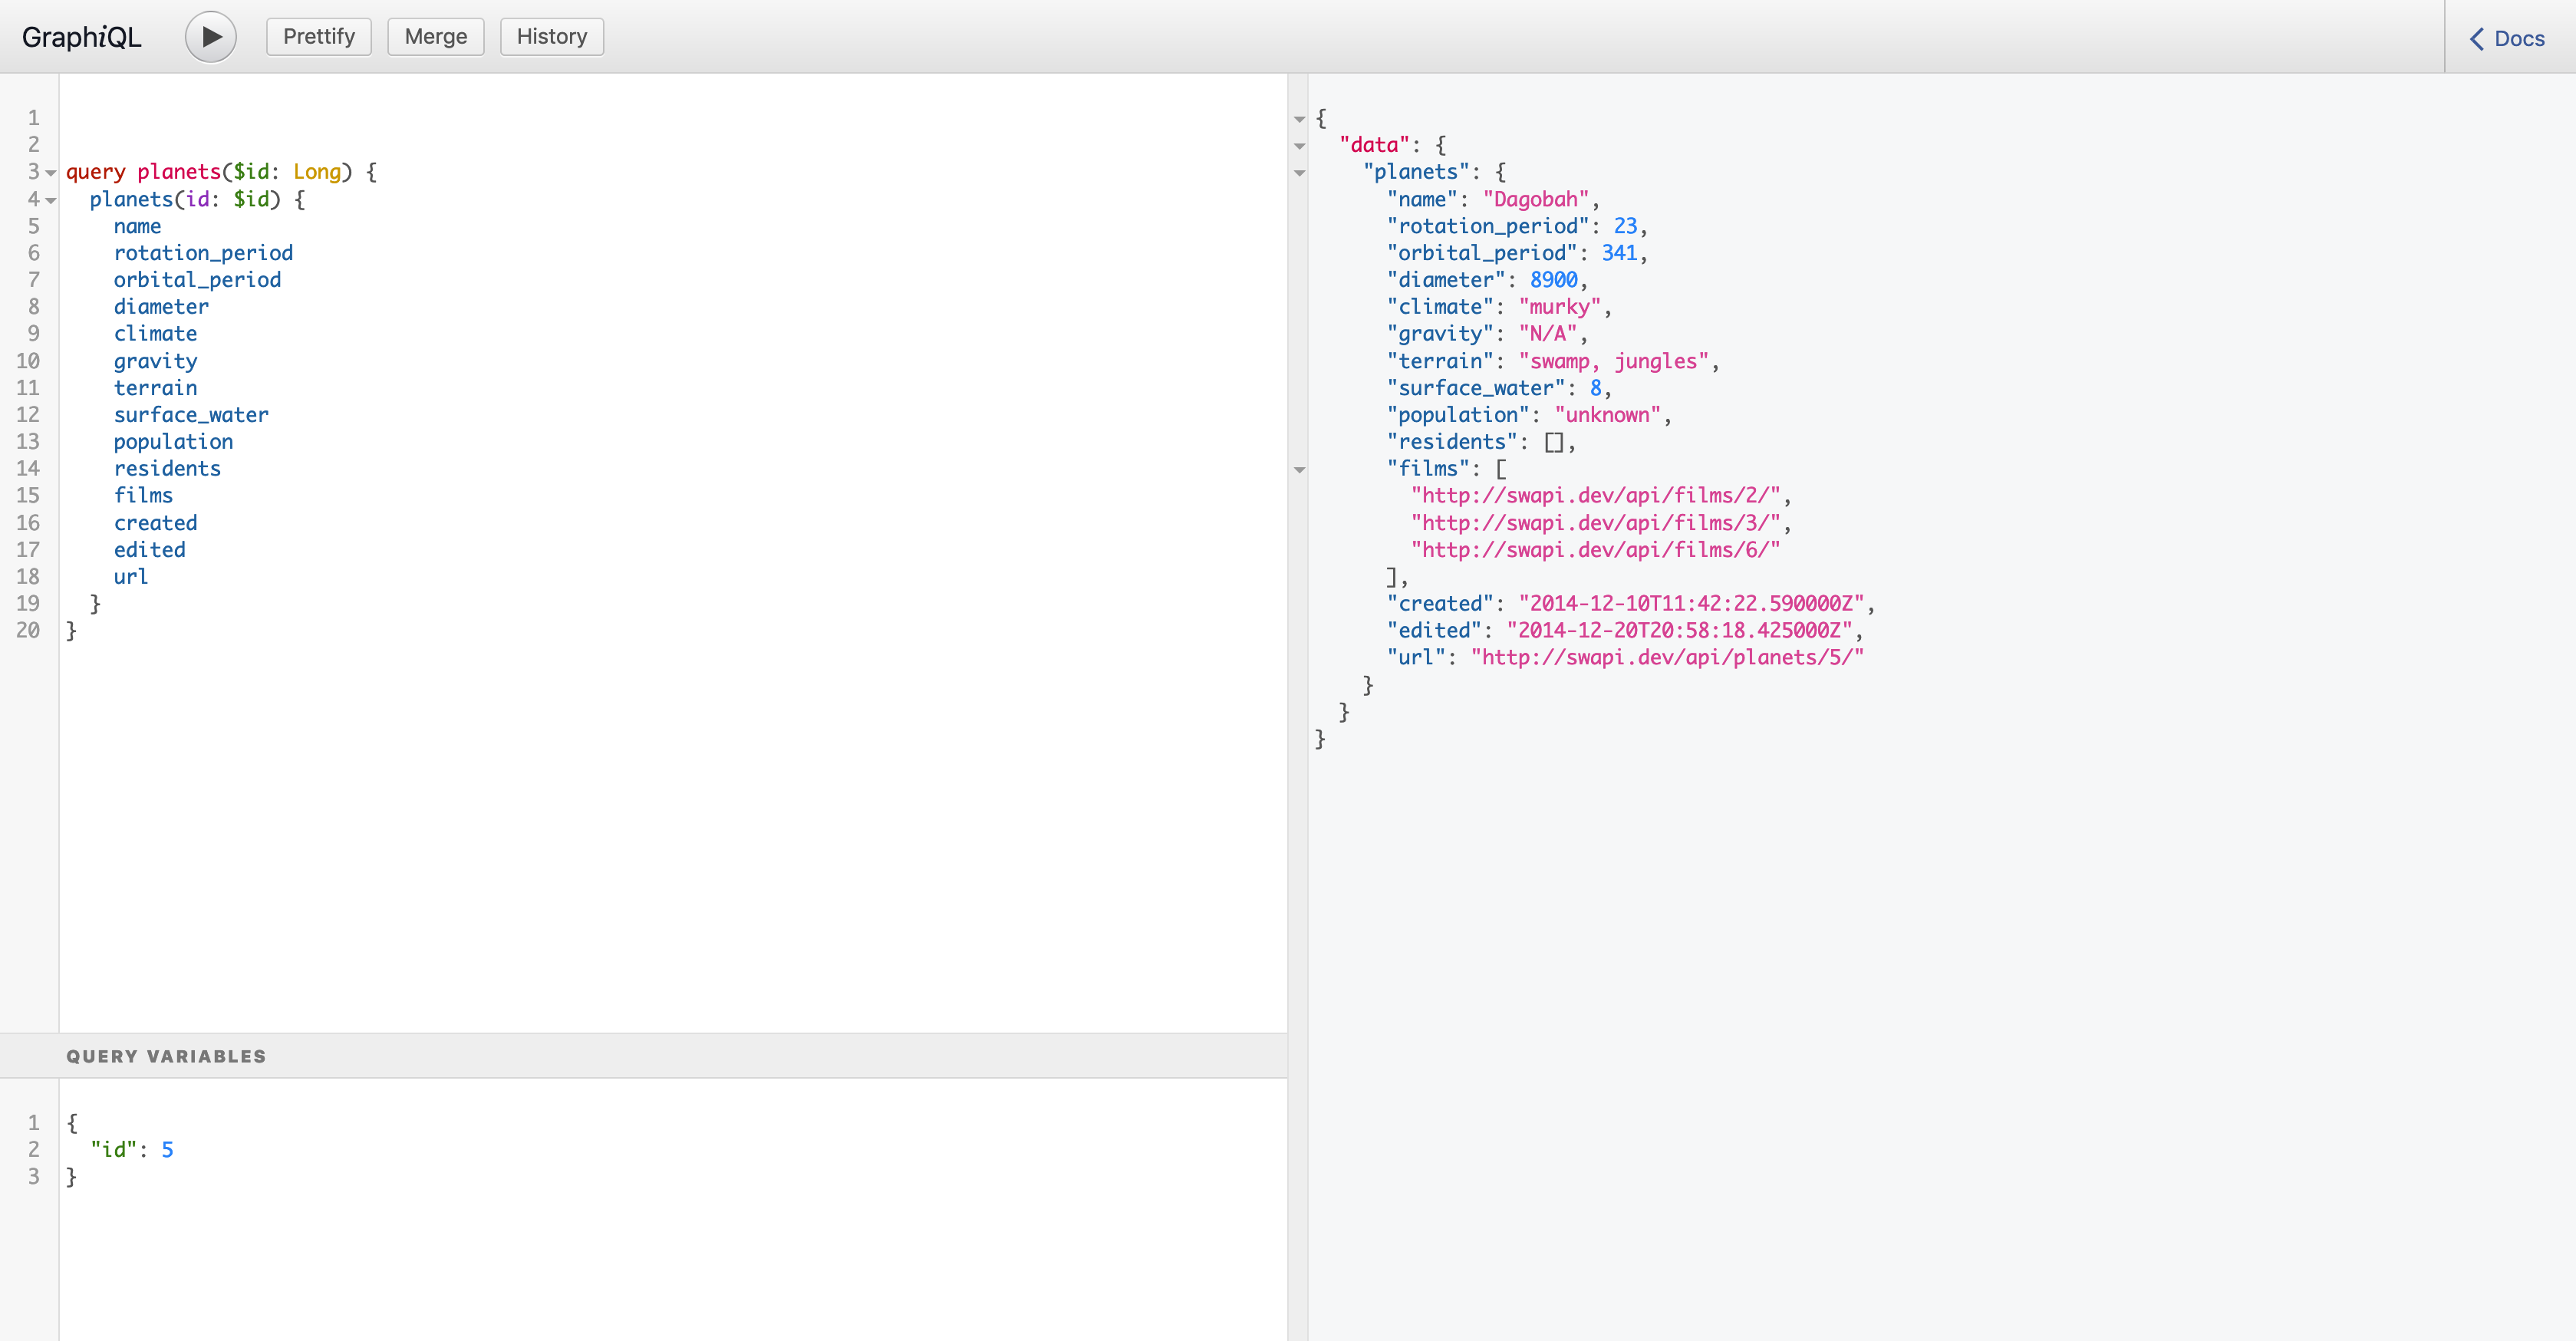 GraphiQL Prettify Merge History Docs
1
2
3 query planets($id: Long) {
4   planets(id: $id) {
5     name
6     rotation_period
7     orbital_period
8     diameter
9     climate
10     gravity
11     terrain
12     surface_water
13     population
14     residents
15     films
16     created
17     edited
18     url
19   }
20 }
QUERY VARIABLES
1 {
2   "id": 5
3 }
{
  "data": {
    "planets": {
      "name": "Dagobah",
      "rotation_period": 23,
      "orbital_period": 341,
      "diameter": 8900,
      "climate": "murky",
      "gravity": "N/A",
      "terrain": "swamp, jungles",
      "surface_water": 8,
      "population": "unknown",
      "residents": [],
      "films": [
        "http://swapi.dev/api/films/2/",
        "http://swapi.dev/api/films/3/",
        "http://swapi.dev/api/films/6/"
      ],
      "created": "2014-12-10T11:42:22.590000Z",
      "edited": "2014-12-20T20:58:18.425000Z",
      "url": "http://swapi.dev/api/planets/5/"
    }
  }
}